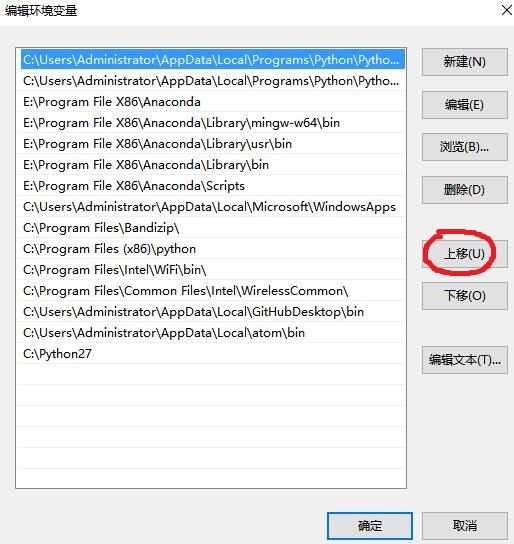 编辑环境变量
C:\Users\Administrator\AppData\Local\Programs\Python\Pytho...
C:\Users\Administrator\AppData\Local\Programs\Python\Pytho...
E:\Program File X86\Anaconda
E:\Program File X86\Anaconda\Library\mingw-w64\bin
E:\Program File X86\Anaconda\Library\usr\bin
E:\Program File X86\Anaconda\Library\bin
E:\Program File X86\Anaconda\Scripts
C:\Users\Administrator\AppData\Local\Microsoft\WindowsApps
C:\Program Files\Bandizip\
C:\Program Files (x86)\python
C:\Program Files\Intel\WiFi\bin\
C:\Program Files\Common Files\Intel\WirelessCommon\
C:\Users\Administrator\AppData\Local\GitHubDesktop\bin
C:\Users\Administrator\AppData\Local\atom\bin
C:\Python27
新建(N)
编辑(E)
浏览(B)...
删除(D)
上移(U)
下移(O)
编辑文本(T)...
确定
取消